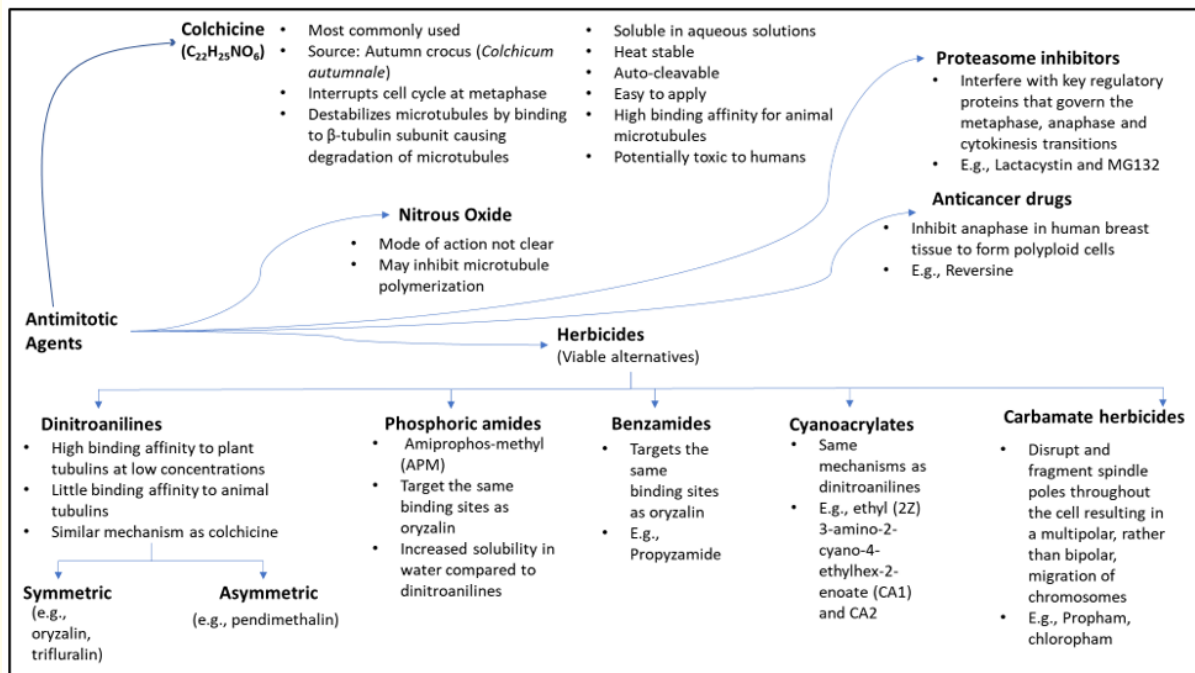 Colchicine
(C₂₂H₂₅NO₆)
• Most commonly used
• Source: Autumn crocus (Colchicum
autumnale)
• Interrupts cell cycle at metaphase
• Destabilizes microtubules by binding
to β-tubulin subunit causing
degradation of microtubules
• Soluble in aqueous solutions
• Heat stable
• Auto-cleavable
• Easy to apply
• High binding affinity for animal
microtubules
• Potentially toxic to humans
Proteasome inhibitors
• Interfere with key regulatory
proteins that govern the
metaphase, anaphase and
cytokinesis transitions
• E.g., Lactacystin and MG132
Nitrous Oxide
• Mode of action not clear
• May inhibit microtubule
polymerization
Anticancer drugs
• Inhibit anaphase in human breast
tissue to form polyploid cells
• E.g., Reversine
Antimitotic
Agents
Herbicides
(Viable alternatives)
Dinitroanilines
• High binding affinity to plant
tubulins at low concentrations
• Little binding affinity to animal
tubulins
• Similar mechanism as colchicine
Symmetric
(e.g.,
oryzalin,
trifluralin)
Asymmetric
(e.g., pendimethalin)
Phosphoric amides
• Amiprophos-methyl
(APM)
• Target the same
binding sites as
oryzalin
• Increased solubility in
water compared to
dinitroanilines
Benzamides
• Targets the
same
binding sites
as oryzalin
• E.g.,
Propyzamide
Cyanoacrylates
• Same
mechanisms as
dinitroanilines
• E.g., ethyl (2Z)
3-amino-2-
cyano-4-
ethylhex-2-
enoate (CA1)
and CA2
Carbamate herbicides
• Disrupt and
fragment spindle
poles throughout
the cell resulting in
a multipolar, rather
than bipolar,
migration of
chromosomes
• E.g., Propham,
chloropham